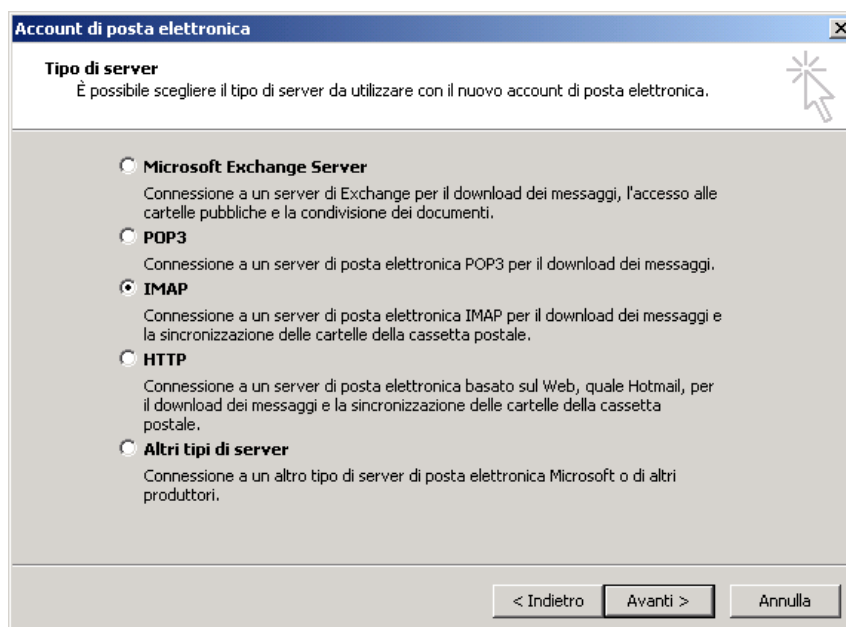 Account di posta elettronica
Tipo di server
È possibile scegliere il tipo di server da utilizzare con il nuovo account di posta elettronica.
Microsoft Exchange Server
Connessione a un server di Exchange per il download dei messaggi, l'accesso alle
cartelle pubbliche e la condivisione dei documenti.
POP3
Connessione a un server di posta elettronica POP3 per il download dei messaggi.
IMAP
Connessione a un server di posta elettronica IMAP per il download dei messaggi e
la sincronizzazione delle cartelle della cassetta postale.
HTTP
Connessione a un server di posta elettronica basato sul Web, quale Hotmail, per
il download dei messaggi e la sincronizzazione delle cartelle della cassetta
postale.
Altri tipi di server
Connessione a un altro tipo di server di posta elettronica Microsoft o di altri
produttori.
< Indietro Avanti > Annulla